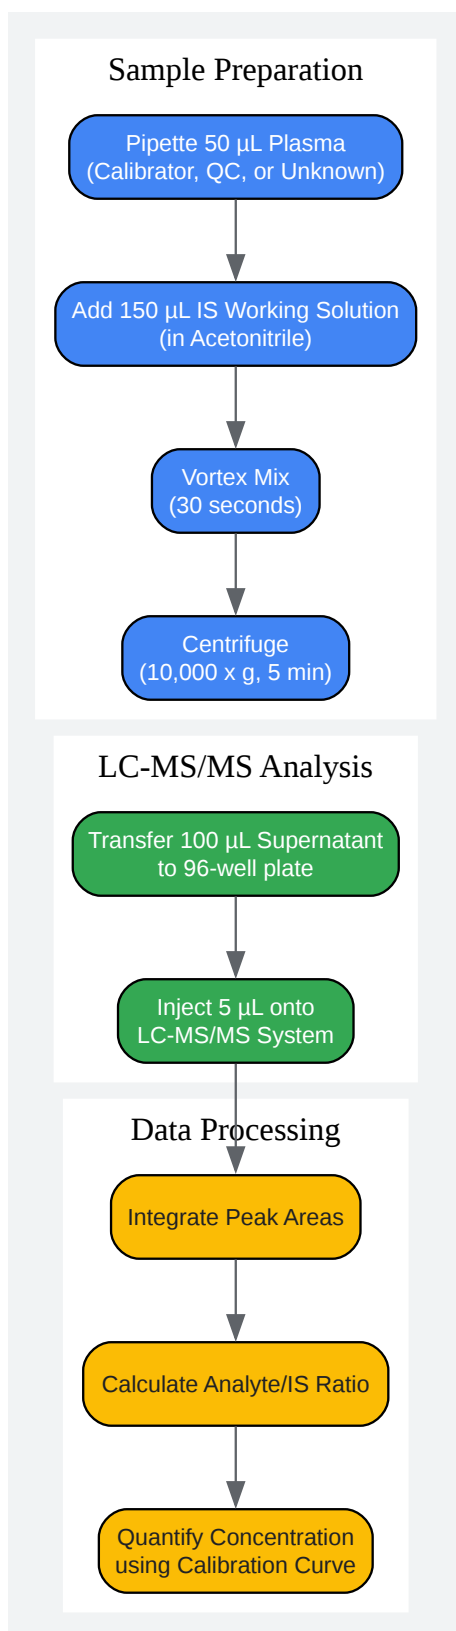 Sample Preparation
Pipette 50 µL Plasma
(Calibrator, QC, or Unknown)
Add 150 µL IS Working Solution
(in Acetonitrile)
Vortex Mix
(30 seconds)
Centrifuge
(10,000 x g, 5 min)
LC-MS/MS Analysis
Transfer 100 µL Supernatant
to 96-well plate
Inject 5 µL onto
LC-MS/MS System
Data Processing
Integrate Peak Areas
Calculate Analyte/IS Ratio
Quantify Concentration
using Calibration Curve